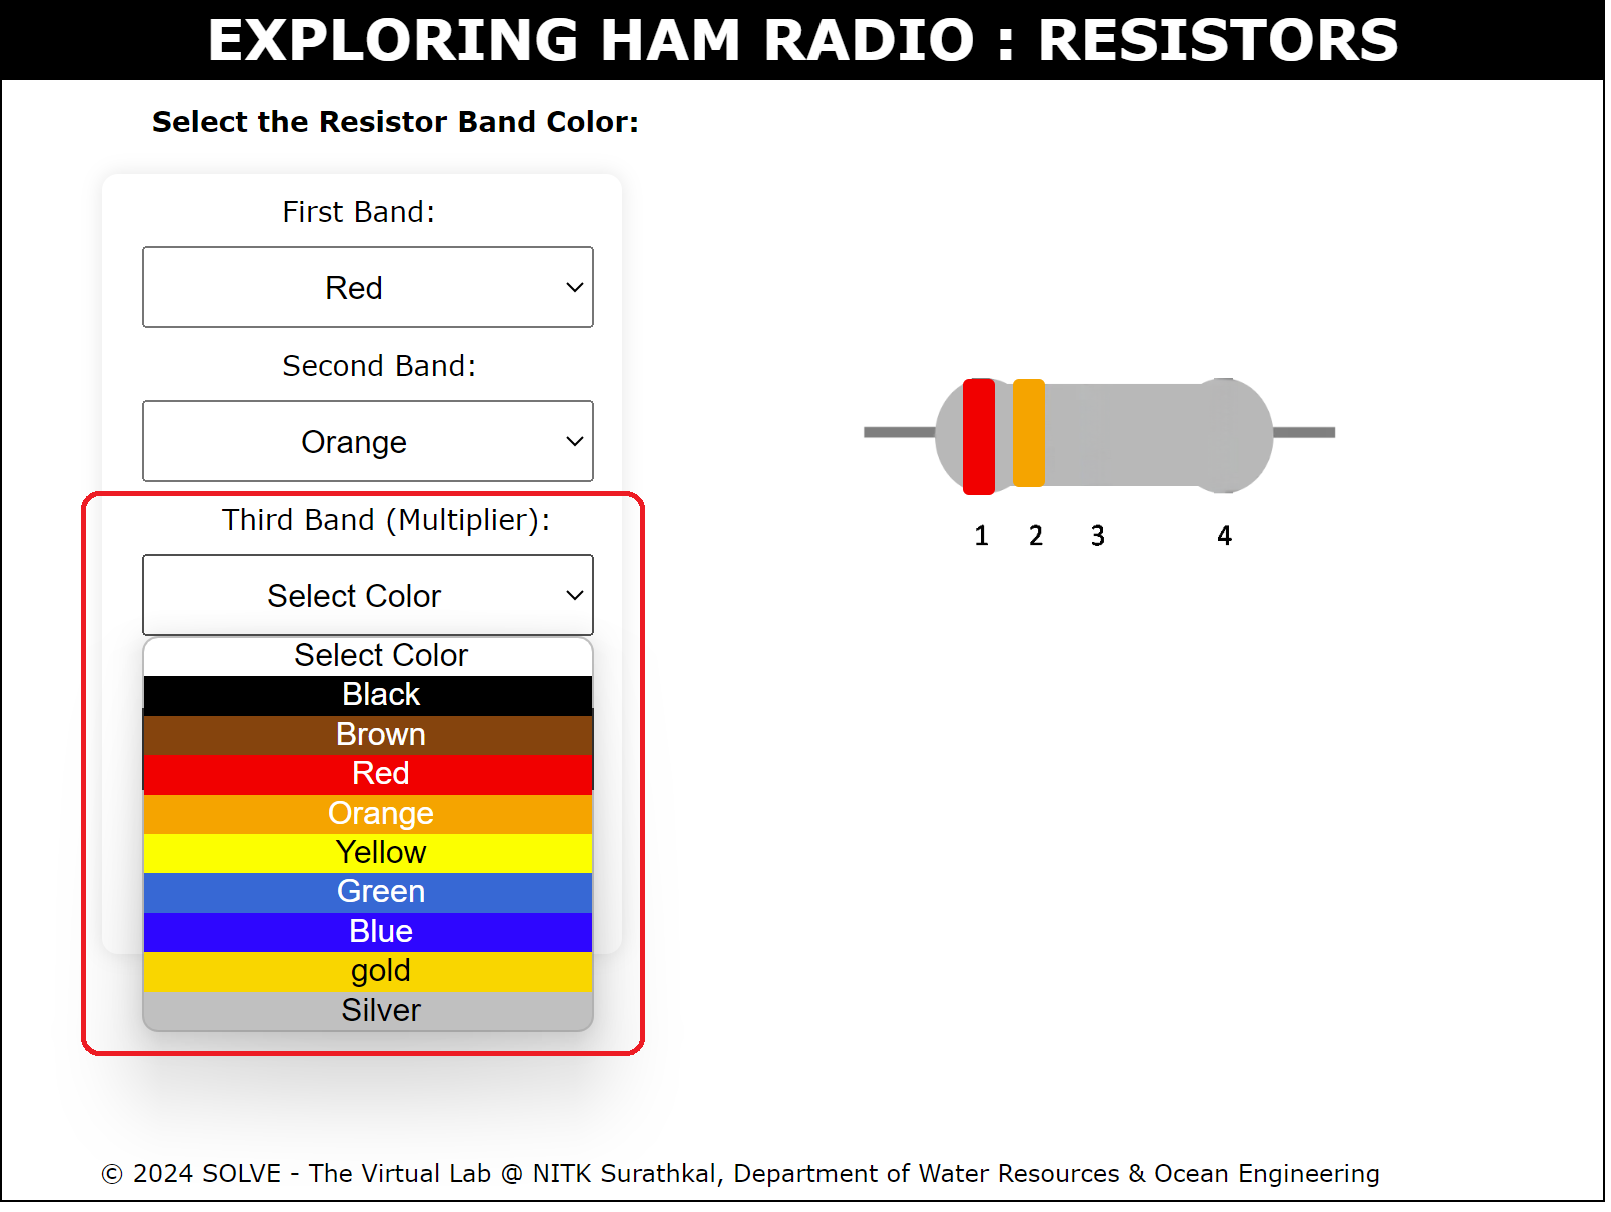 EXPLORING HAM RADIO : RESISTORS
Select the Resistor Band Color:
First Band:
Red
Second Band:
Orange
Third Band (Multiplier):
Select Color
Select Color
Black
Brown
Red
Orange
Yellow
Green
Blue
gold
Silver
1 2 3 4
© 2024 SOLVE - The Virtual Lab @ NITK Surathkal, Department of Water Resources & Ocean Engineering